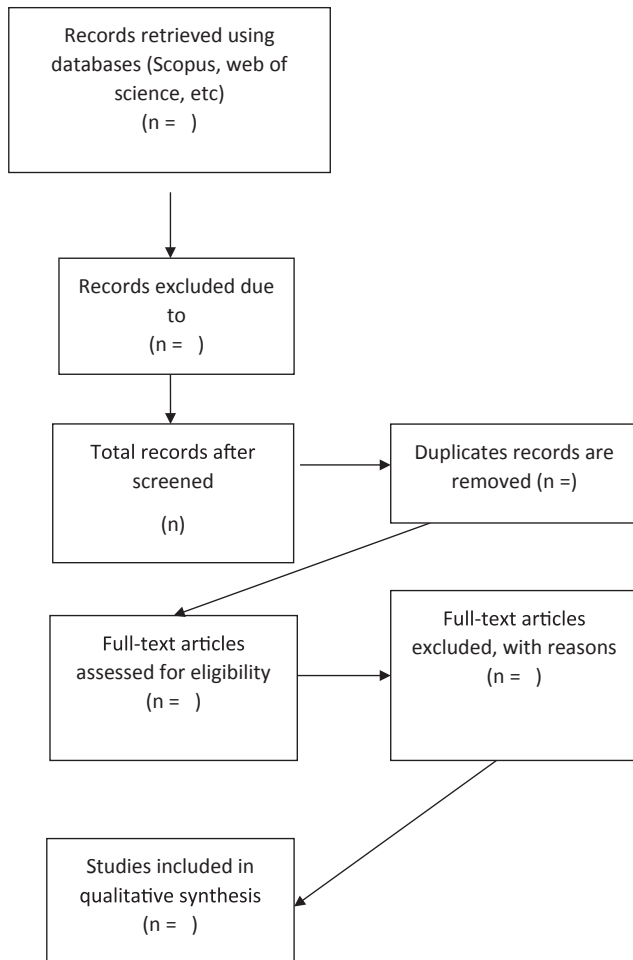 Records retrieved using
databases (Scopus, web of
science, etc)
(n =   )
Records excluded due
to
(n =   )
Total records after
screened
(n)
Duplicates records are
removed (n =)
Full-text articles
assessed for eligibility
(n =   )
Full-text articles
excluded, with reasons
(n =   )
Studies included in
qualitative synthesis
(n =   )